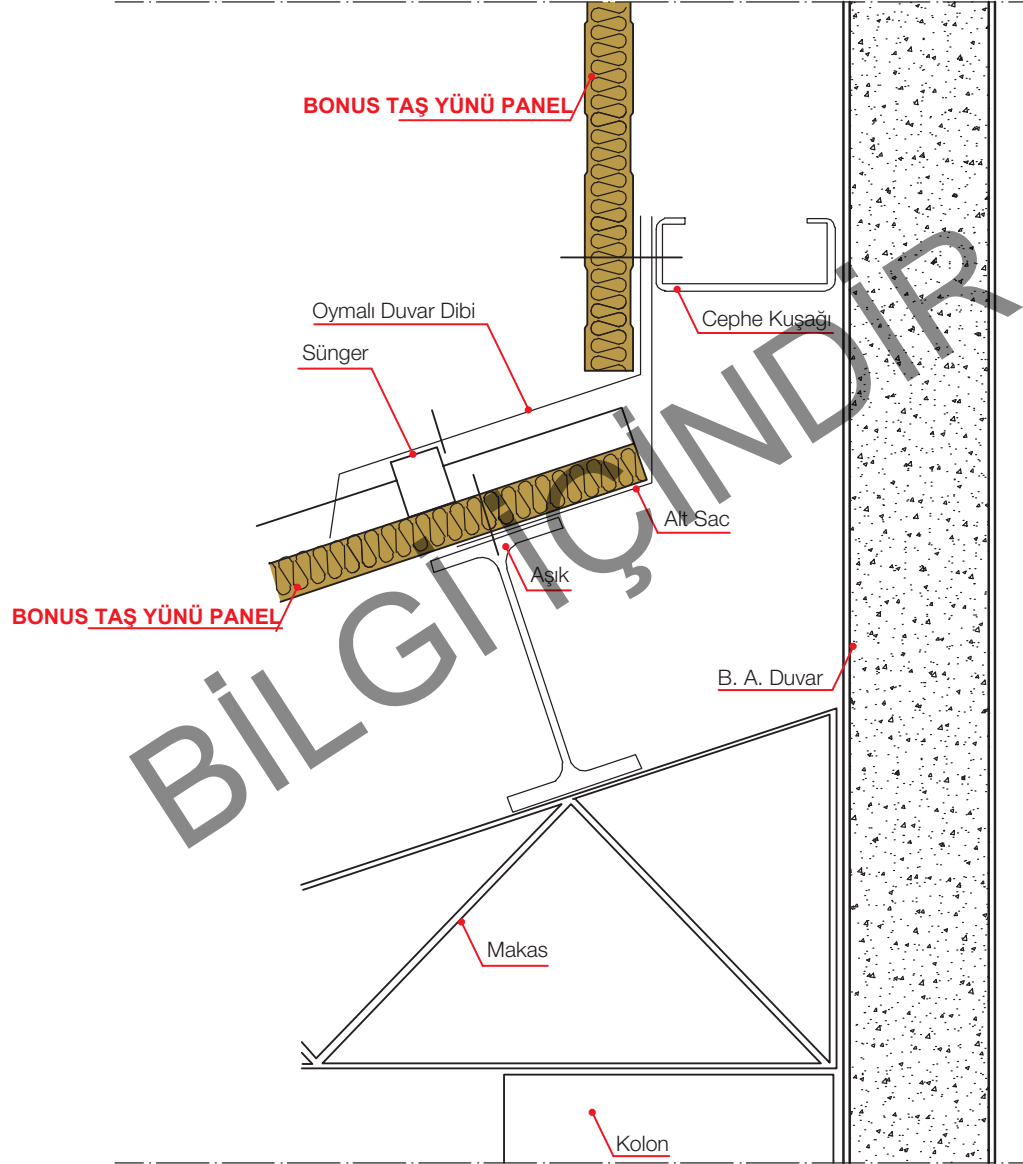 BONUS TAŞ YÜNÜ PANEL
Oymalı Duvar Dibi
Cephe Kuşağı
Sünger
Alt Sac
Aşık
BONUS TAŞ YÜNÜ PANEL
B. A. Duvar
Makas
Kolon
BİLGİ İÇİNDİR